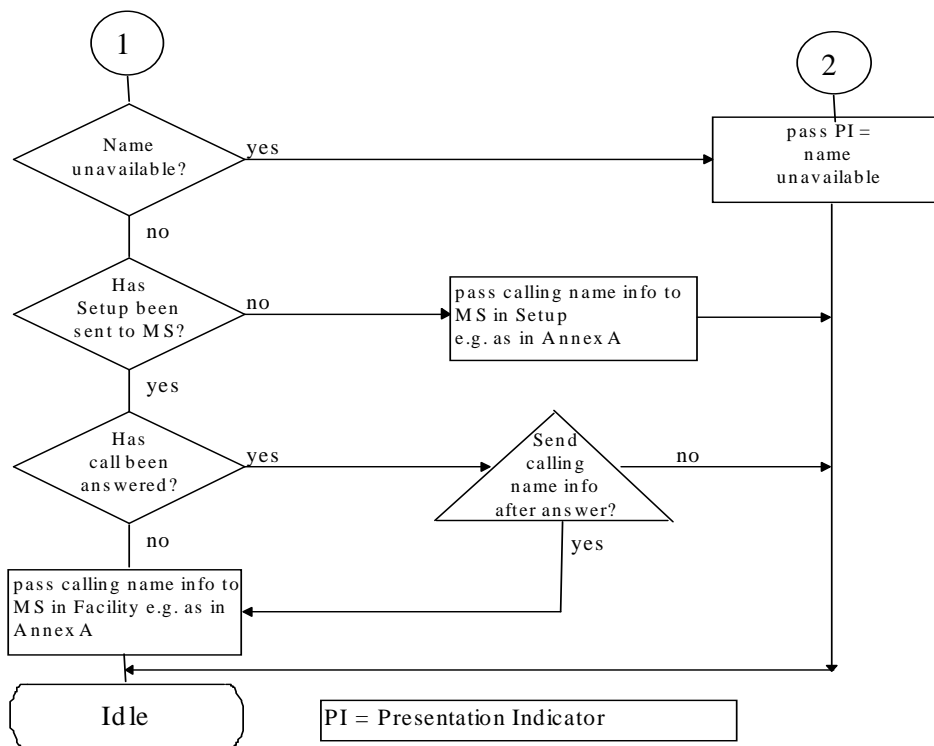 1
2
Name
unavailable?
yes
pass PI =
name
unavailable
no
Has
Setup been
sent to MS?
no
pass calling name info to
MS in Setup
e.g. as in Annex A
yes
Has
call been
answered?
yes
Send
calling
name info
after answer?
no
no
yes
pass calling name info to
MS in Facility e.g. as in
Annex A
Idle
PI = Presentation Indicator